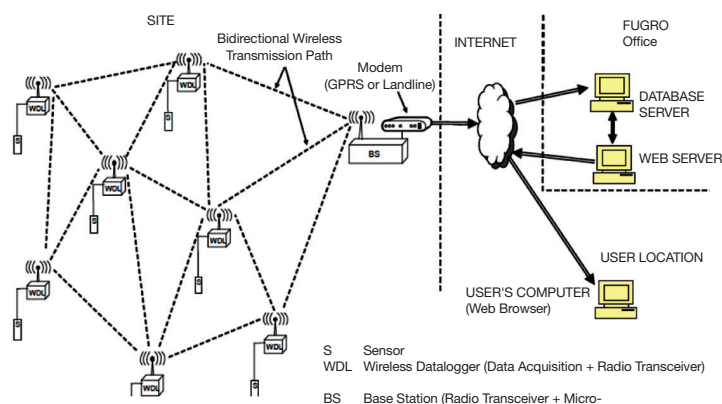 SITE
Bidirectional Wireless
Transmission Path
Modem
(GPRS or Landline)
INTERNET
FUGRO
Office
DATABASE
SERVER
WEB SERVER
USER LOCATION
USER'S COMPUTER
(Web Browser)
BS
WDL
S
WDL
S
WDL
S
WDL
S
WDL
S
WDL
S
WDL
S Sensor
WDL Wireless Datalogger (Data Acquisition + Radio Transceiver)
BS Base Station (Radio Transceiver + Micro-